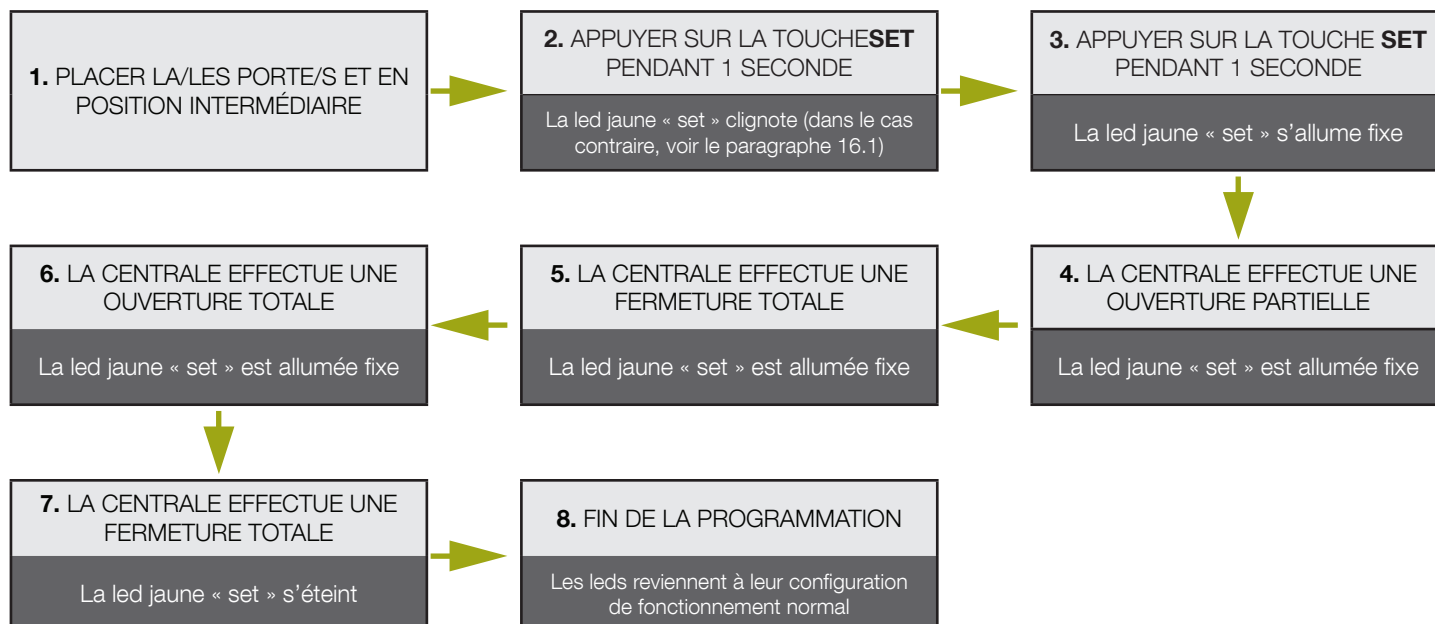 1. PLACER LA/LES PORTE/S ET EN
POSITION INTERMÉDIAIRE
2. APPUYER SUR LA TOUCHESET
PENDANT 1 SECONDE
La led jaune « set » clignote (dans le cas
contraire, voir le paragraphe 16.1)
3. APPUYER SUR LA TOUCHE SET
PENDANT 1 SECONDE
La led jaune « set » s’allume fixe
4. LA CENTRALE EFFECTUE UNE
OUVERTURE PARTIELLE
La led jaune « set » est allumée fixe
5. LA CENTRALE EFFECTUE UNE
FERMETURE TOTALE
La led jaune « set » est allumée fixe
6. LA CENTRALE EFFECTUE UNE
OUVERTURE TOTALE
La led jaune « set » est allumée fixe
7. LA CENTRALE EFFECTUE UNE
FERMETURE TOTALE
La led jaune « set » s’éteint
8. FIN DE LA PROGRAMMATION
Les leds reviennent à leur configuration
de fonctionnement normal